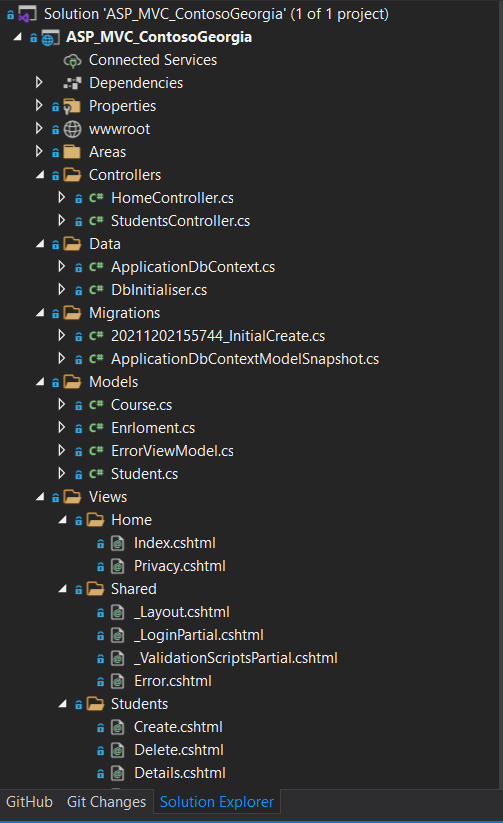 Solution 'ASP_MVC_ContosoGeorgia' (1 of 1 project)
ASP_MVC_ContosoGeorgia
Connected Services
Dependencies
Properties
wwwroot
Areas
Controllers
C# HomeController.cs
C# StudentsController.cs
Data
C# ApplicationDbContext.cs
C# DbInitialiser.cs
Migrations
C# 20211202155744_InitialCreate.cs
C# ApplicationDbContextModelSnapshot.cs
Models
C# Course.cs
C# Enrloment.cs
C# ErrorViewModel.cs
C# Student.cs
Views
Home
Index.cshtml
Privacy.cshtml
Shared
_Layout.cshtml
_LoginPartial.cshtml
_ValidationScriptsPartial.cshtml
Error.cshtml
Students
Create.cshtml
Delete.cshtml
Details.cshtml
GitHub Git Changes Solution Explorer